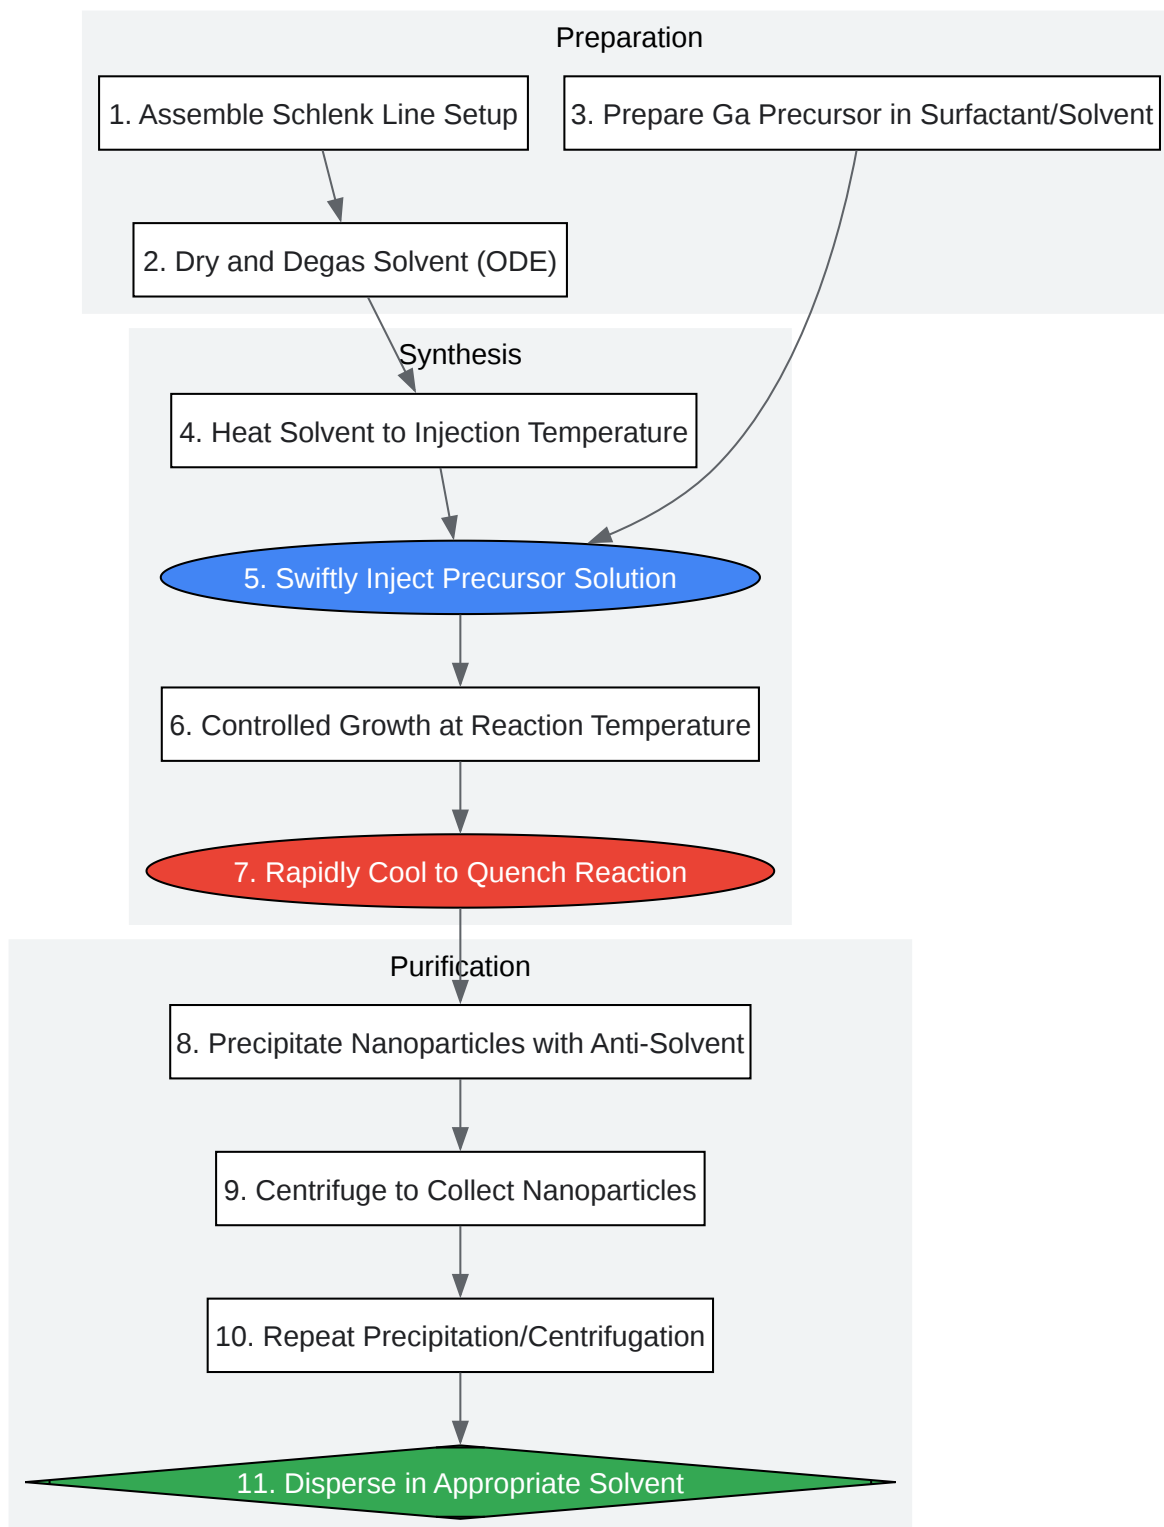 Preparation
1. Assemble Schlenk Line Setup
3. Prepare Ga Precursor in Surfactant/Solvent
2. Dry and Degas Solvent (ODE)
Synthesis
4. Heat Solvent to Injection Temperature
5. Swiftly Inject Precursor Solution
6. Controlled Growth at Reaction Temperature
7. Rapidly Cool to Quench Reaction
Purification
8. Precipitate Nanoparticles with Anti-Solvent
9. Centrifuge to Collect Nanoparticles
10. Repeat Precipitation/Centrifugation
11. Disperse in Appropriate Solvent